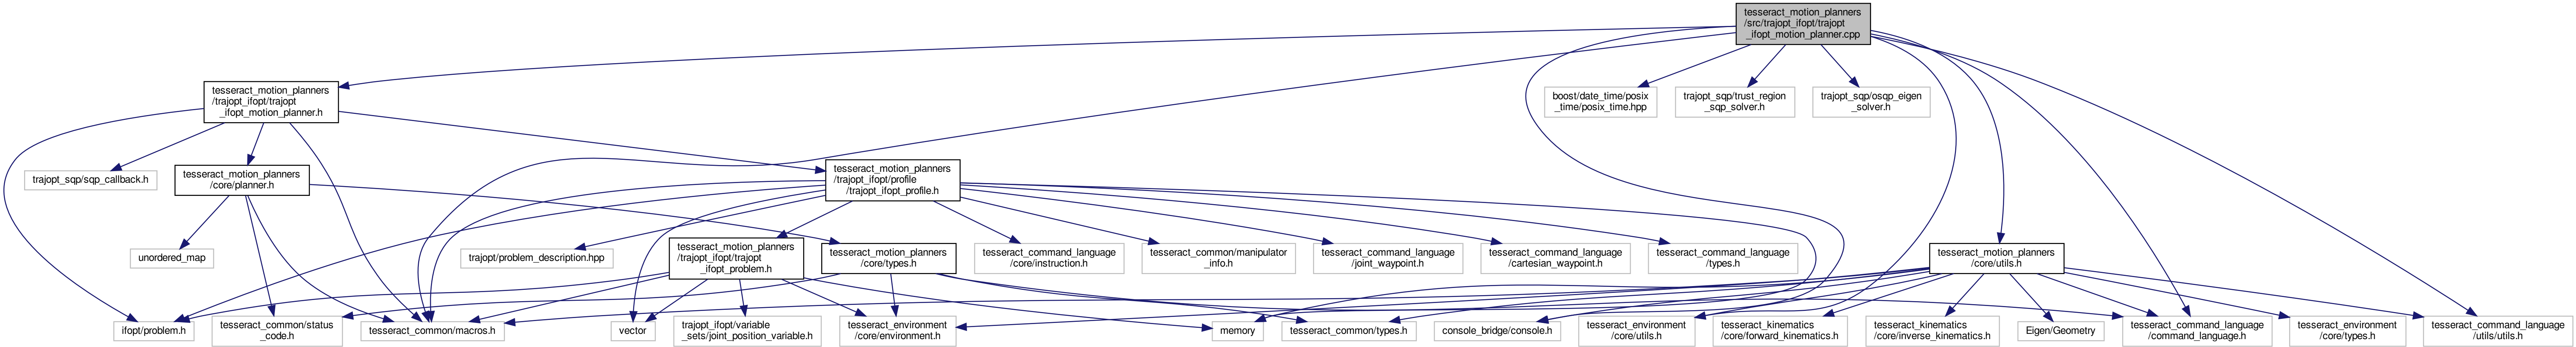 tesseract_motion_planners
/src/trajopt_ifopt/trajopt
_ifopt_motion_planner.cpp
tesseract_motion_planners
/trajopt_ifopt/trajopt
_ifopt_motion_planner.h
boost/date_time/posix
_time/posix_time.hpp
trajopt_sqp/trust_region
_sqp_solver.h
trajopt_sqp/osqp_eigen
_solver.h
trajopt_sqp/sqp_callback.h
tesseract_motion_planners
/core/planner.h
tesseract_motion_planners
/trajopt_ifopt/profile
/trajopt_ifopt_profile.h
unordered_map
trajopt/problem_description.hpp
tesseract_motion_planners
/trajopt_ifopt/trajopt
_ifopt_problem.h
tesseract_motion_planners
/core/types.h
tesseract_command_language
/core/instruction.h
tesseract_common/manipulator
_info.h
tesseract_command_language
/joint_waypoint.h
tesseract_command_language
/cartesian_waypoint.h
tesseract_command_language
/types.h
tesseract_motion_planners
/core/utils.h
ifopt/problem.h
tesseract_common/status
_code.h
tesseract_common/macros.h
vector
trajopt_ifopt/variable
_sets/joint_position_variable.h
tesseract_environment
/core/environment.h
memory
tesseract_common/types.h
console_bridge/console.h
tesseract_environment
/core/utils.h
tesseract_kinematics
/core/forward_kinematics.h
tesseract_kinematics
/core/inverse_kinematics.h
Eigen/Geometry
tesseract_command_language
/command_language.h
tesseract_environment
/core/types.h
tesseract_command_language
/utils/utils.h